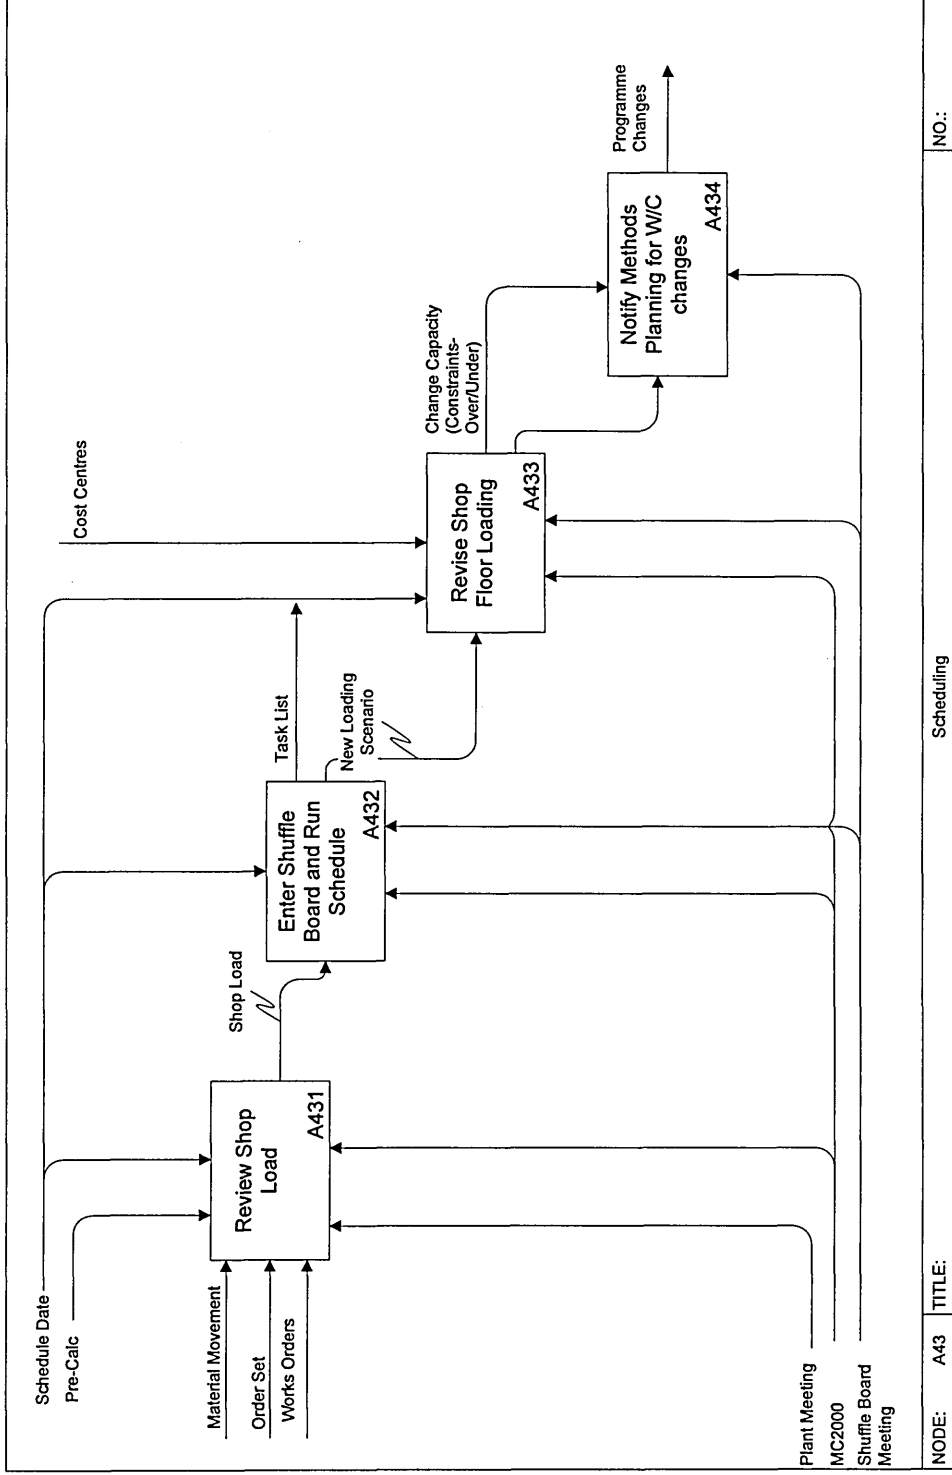 Schedule Date
Pre-Calc
Cost Centres
Material Movement
Order Set
Works Orders
Review Shop
Load
A431
Shop Load
Enter Shuffle
Board and Run
Schedule
A432
Task List
New Loading
Scenario
Revise Shop
Floor Loading
A433
Change Capacity
(Constraints-
Over/Under)
Notify Methods
Planning for W/C
changes
A434
Programme
Changes
Plant Meeting
MC2000
Shuffle Board
Meeting
NODE: A43
TITLE: Scheduling
NO.: